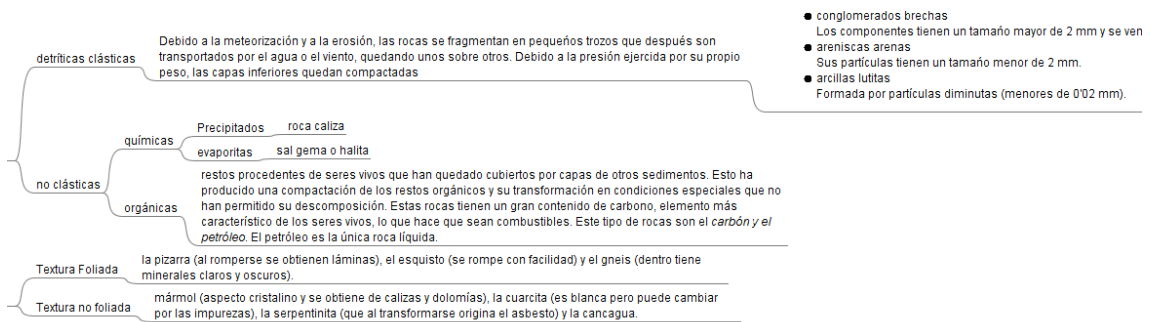 detríticas clásticas
Debido a la meteorización y a la erosión, las rocas se fragmentan en pequeños trozos que después son
transportados por el agua o el viento, quedando unos sobre otros. Debido a la presión ejercida por su propio
peso, las capas inferiores quedan compactadas
conglomerados brechas
Los componentes tienen un tamaño mayor de 2 mm y se ven
areniscas arenas
Sus partículas tienen un tamaño menor de 2 mm.
arcillas lutitas
Formada por partículas diminutas (menores de 0'02 mm).
no clásticas
químicas
Precipitados
roca caliza
evaporitas
sal gema o halita
orgánicas
restos procedentes de seres vivos que han quedado cubiertos por capas de otros sedimentos. Esto ha
producido una compactación de los restos orgánicos y su transformación en condiciones especiales que no
han permitido su descomposición. Estas rocas tienen un gran contenido de carbono, elemento más
característico de los seres vivos, lo que hace que sean combustibles. Este tipo de rocas son el carbón y el
petróleo. El petróleo es la única roca líquida.
Textura Foliada
la pizarra (al romperse se obtienen láminas), el esquisto (se rompe con facilidad) y el gneis (dentro tiene
minerales claros y oscuros).
Textura no foliada
mármol (aspecto cristalino y se obtiene de calizas y dolomías), la cuarcita (es blanca pero puede cambiar
por las impurezas), la serpentinita (que al transformarse origina el asbesto) y la cancagua.